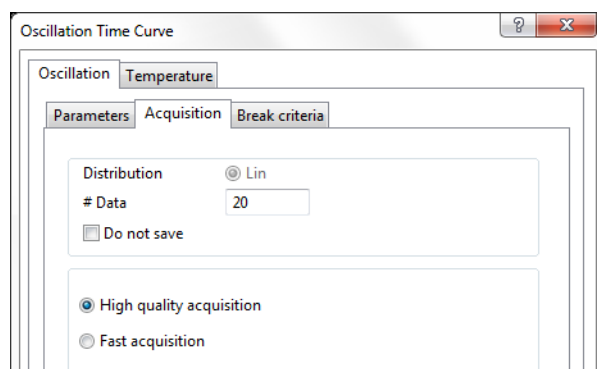 Oscillation Time Curve
Oscillation Temperature
Parameters Acquisition Break criteria
Distribution Lin
# Data 20
Do not save
High quality acquisition
Fast acquisition